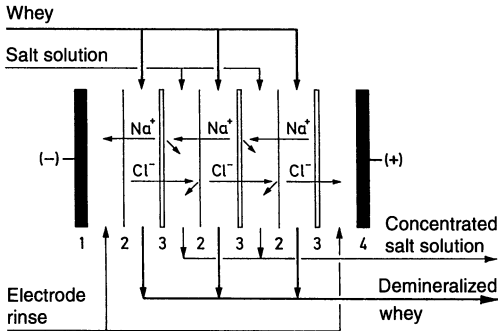 Whey
Salt solution
Na⁺ Na⁺ Na⁺
(−) (+)
Cl⁻ Cl⁻ Cl⁻
1 2 3 2 3 2 3 4
Concentrated
salt solution
Electrode
rinse
Demineralized
whey